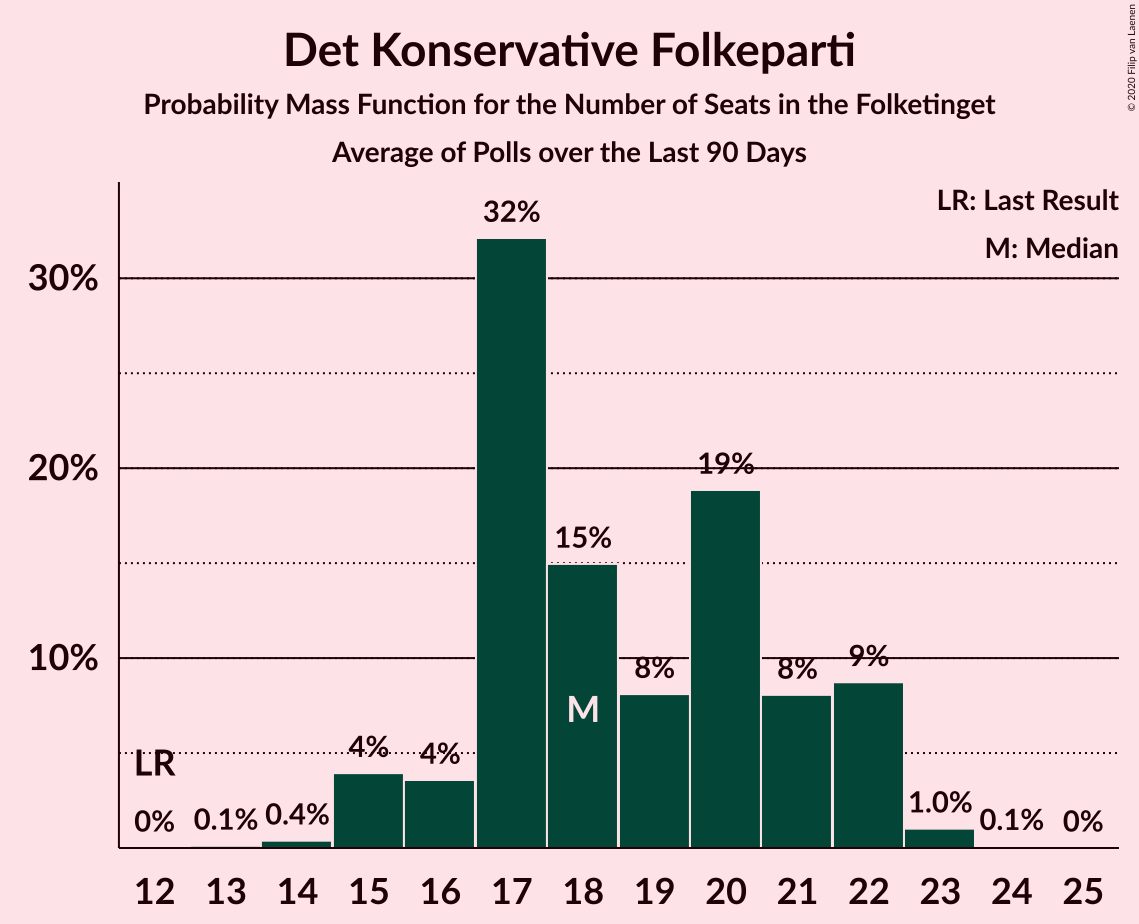 Det Konservative Folkeparti
Probability Mass Function for the Number of Seats in the Folketinget
Average of Polls over the Last 90 Days
© 2020 Filip van Laenen
LR: Last Result
M: Median
30%
20%
10%
LR
0%
0.1%
0.4%
4%
4%
32%
15%
M
8%
19%
8%
9%
1.0%
0.1%
0%
12 13 14 15 16 17 18 19 20 21 22 23 24 25